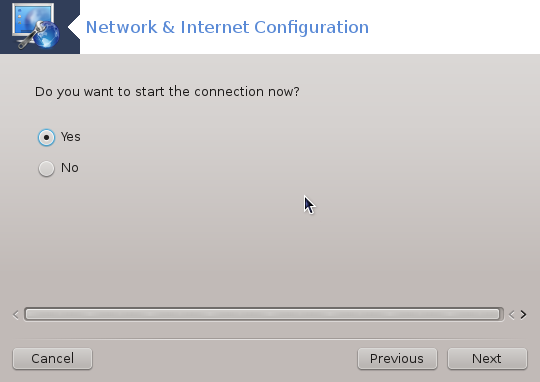 Network & Internet Configuration
Do you want to start the connection now?
Yes
No
Cancel
Previous
Next